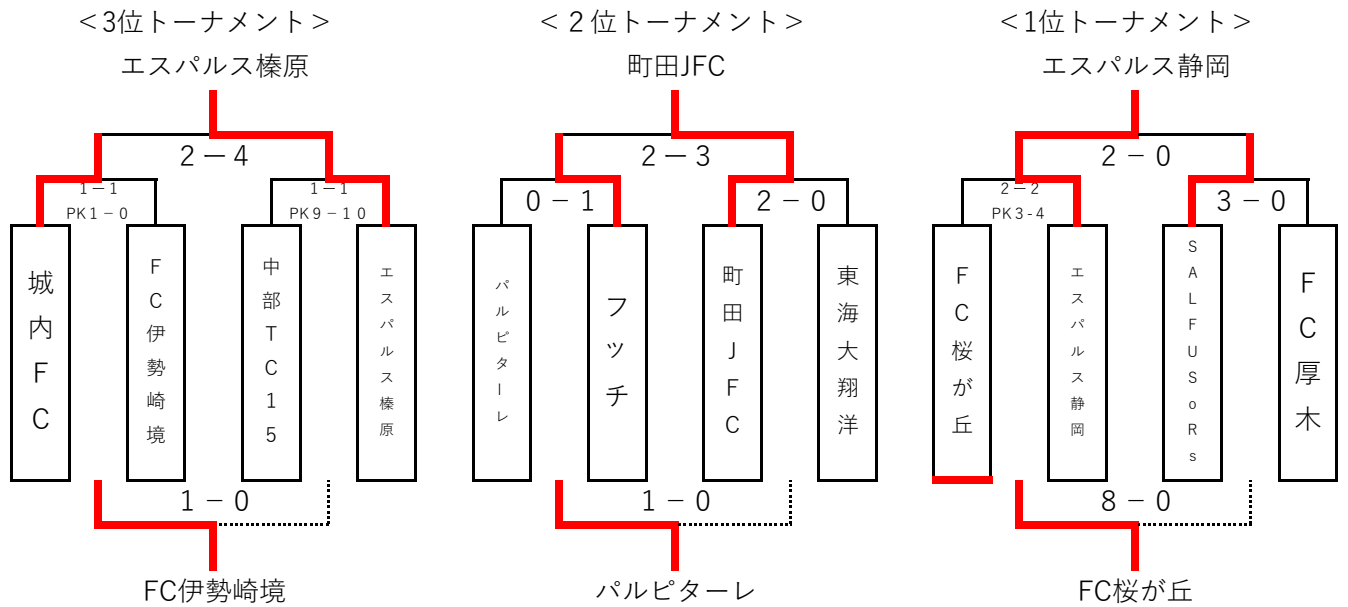 ＜3位トーナメント＞
エスパルス榛原
2－4
1－1
PK1－0
1－1
PK9－10
城内FC
FC伊勢崎境
中部TC15
エスパルス榛原
1－0
FC伊勢崎境
＜２位トーナメント＞
町田JFC
2－3
0－1
2－0
パルピターレ
フッチ
町田JFC
東海大翔洋
1－0
パルピターレ
＜1位トーナメント＞
エスパルス静岡
2－0
2－2
PK3-4
3－0
FC桜が丘
エスパルス静岡
SALFUSoRs
FC厚木
8－0
FC桜が丘